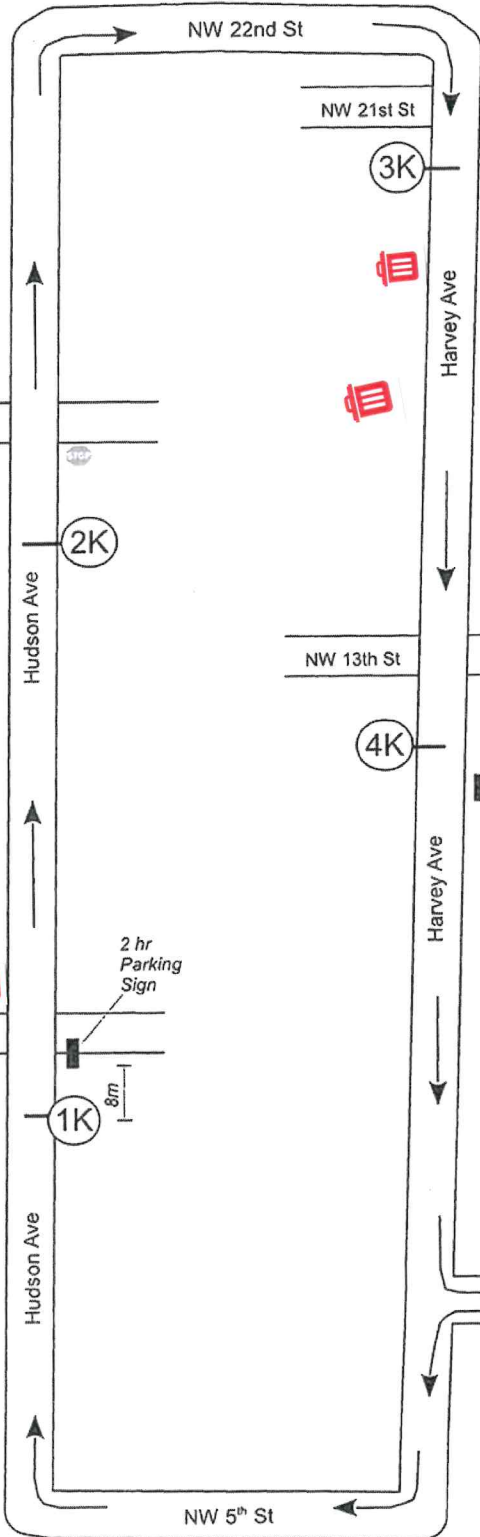 NW 22nd St
NW 21st St
3K
Harvey Ave
STOP
2K
Hudson Ave
NW 13th St
4K
Harvey Ave
2 hr
Parking
Sign
8m
1K
Hudson Ave
NW 5th St